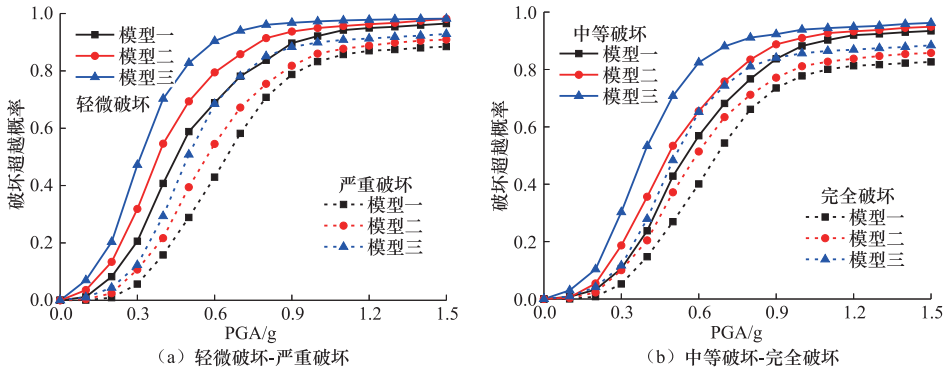 模型一
模型二
模型三
轻微破坏
严重破坏
模型一
模型二
模型三
破坏超越概率
1.0
0.8
0.6
0.4
0.2
0.0
0.0 0.3 0.6 0.9 1.2 1.5
PGA/g
(a) 轻微破坏-严重破坏
中等破坏
模型一
模型二
模型三
完全破坏
模型一
模型二
模型三
破坏超越概率
1.0
0.8
0.6
0.4
0.2
0.0
0.0 0.3 0.6 0.9 1.2 1.5
PGA/g
(b) 中等破坏-完全破坏